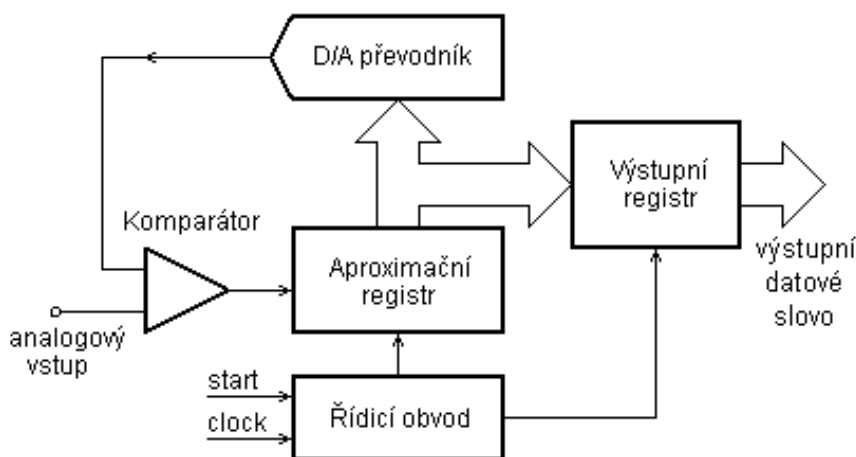 D/A převodník
Výstupní
registr
Komparátor
Aproximační
registr
výstupní
datové
slovo
analogový
vstup
start
clock
Řídicí obvod